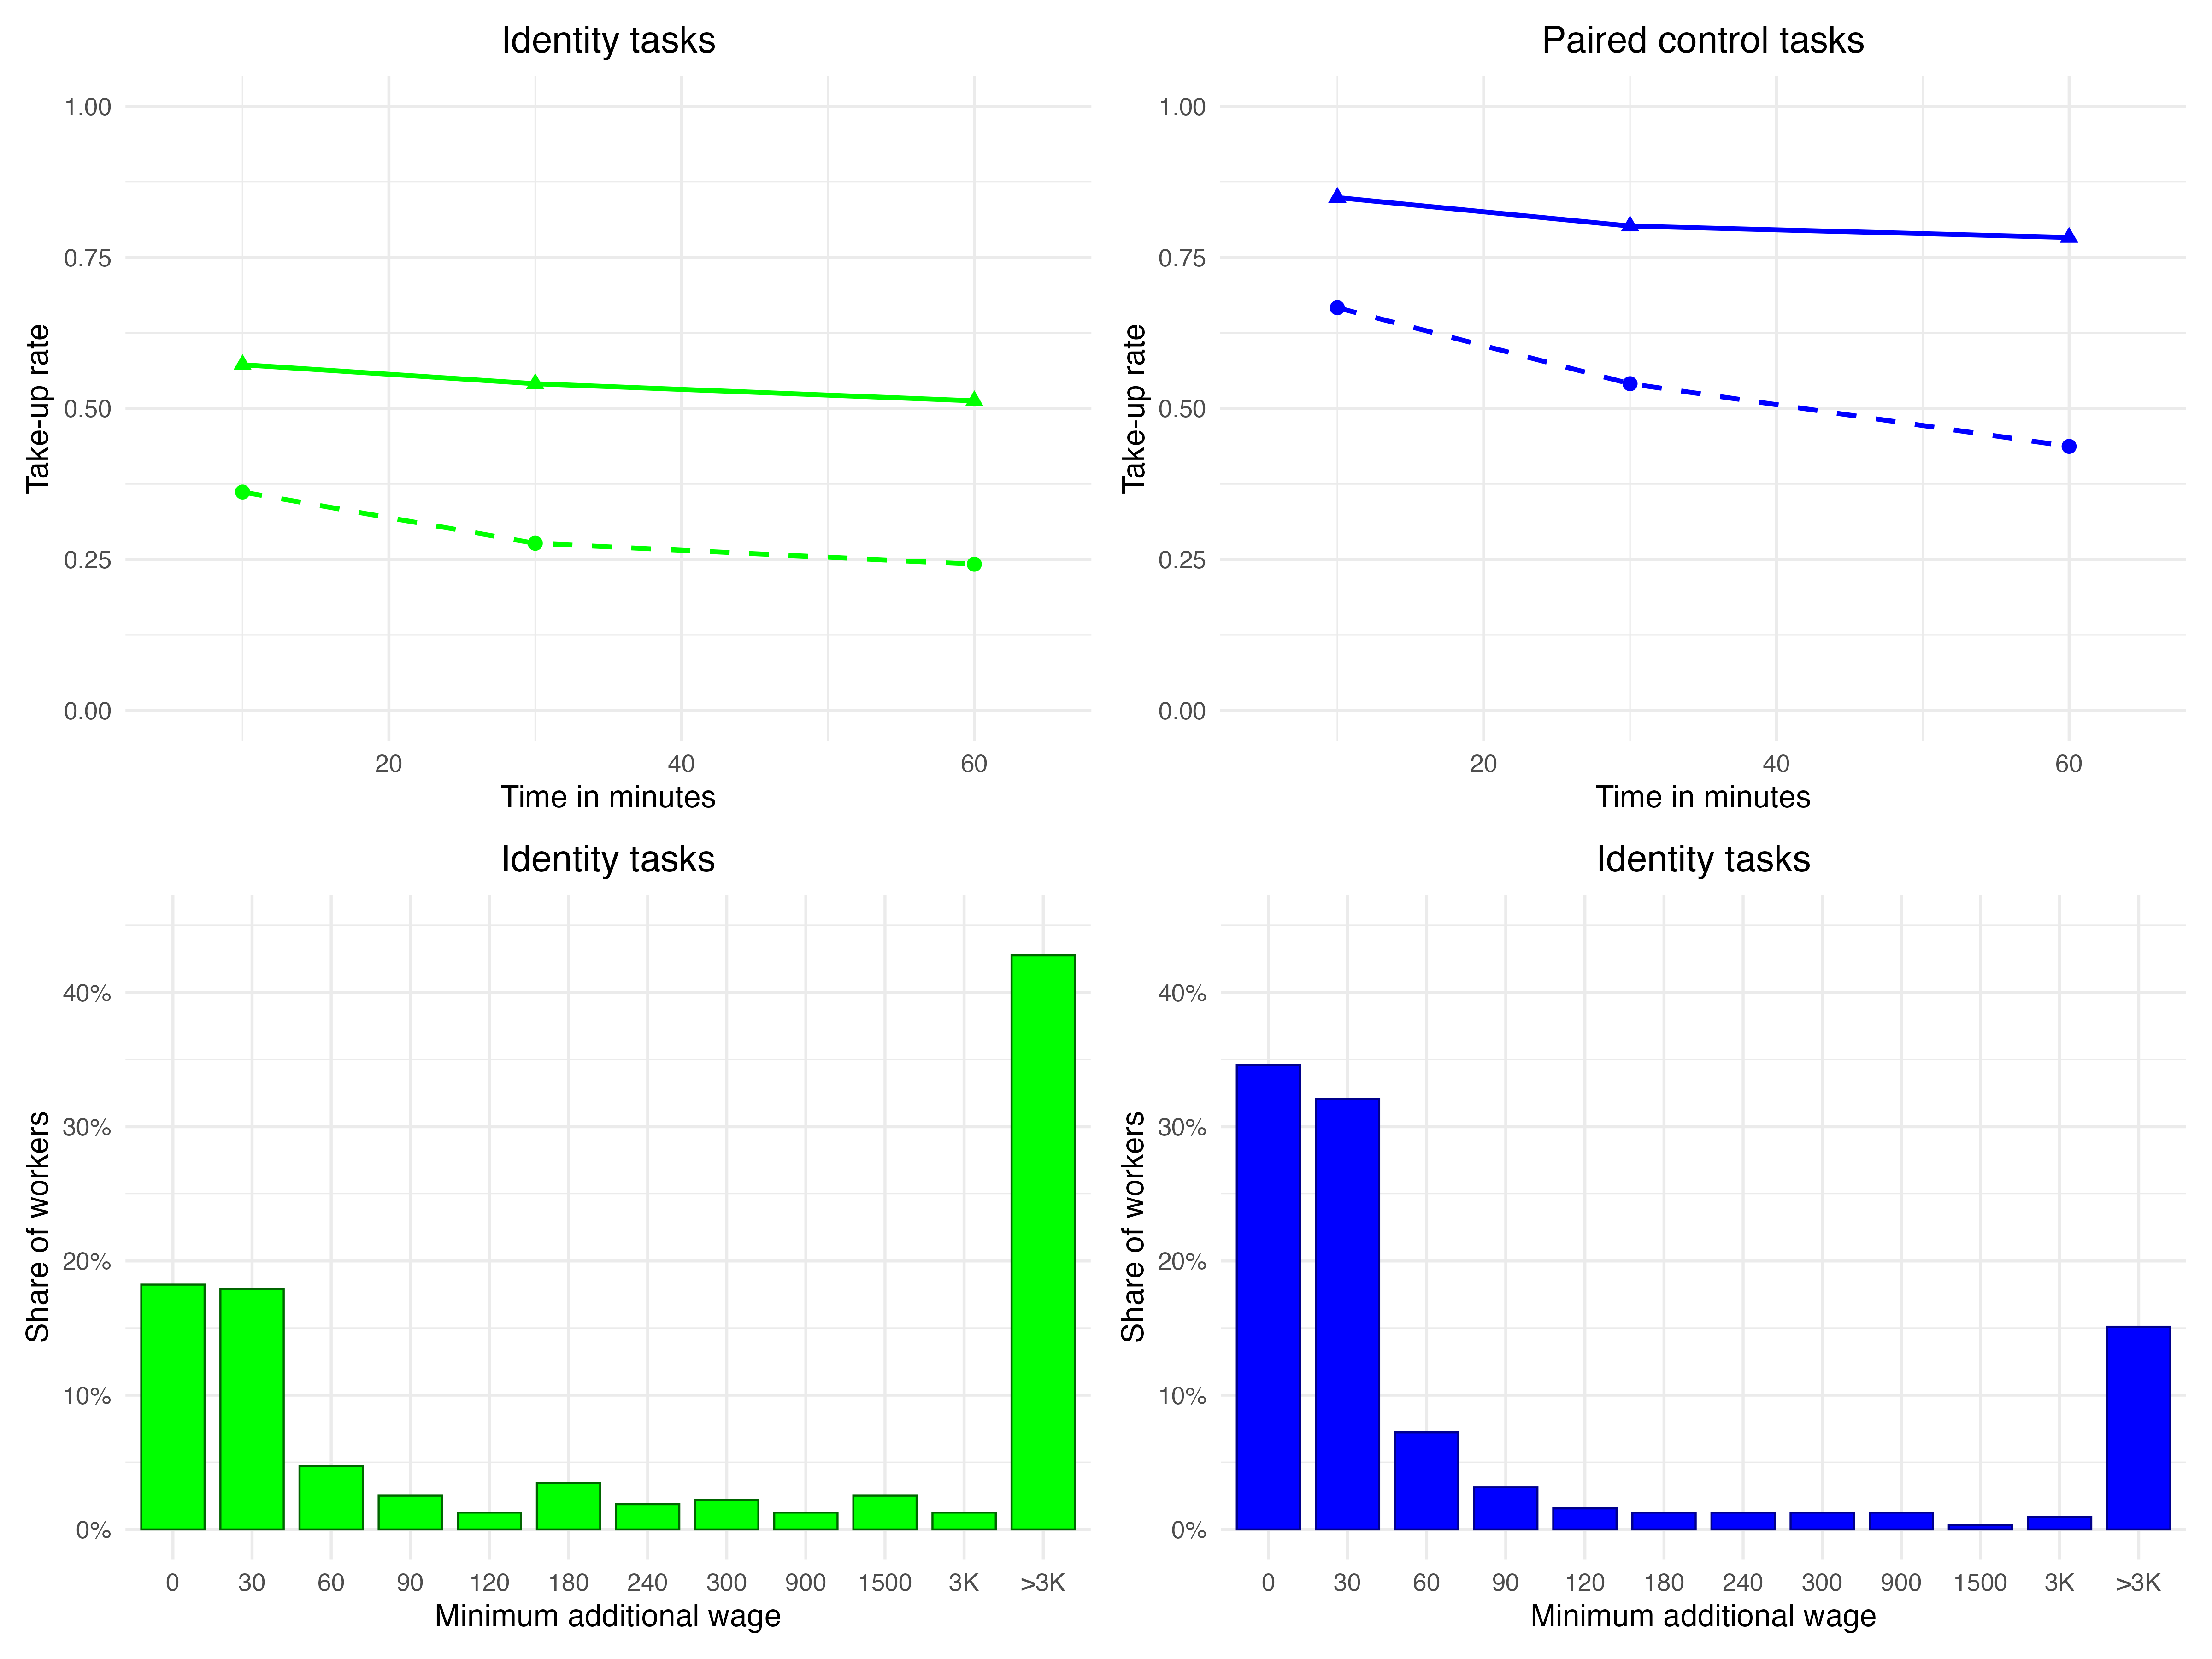 Identity tasks
Take-up rate
1.00
0.75
0.50
0.25
0.00
20 40 60
Time in minutes
Paired control tasks
Take-up rate
1.00
0.75
0.50
0.25
0.00
20 40 60
Time in minutes
Identity tasks
Share of workers
40%
30%
20%
10%
0%
0 30 60 90 120 180 240 300 900 1500 3K >3K
Minimum additional wage
Identity tasks
Share of workers
40%
30%
20%
10%
0%
0 30 60 90 120 180 240 300 900 1500 3K >3K
Minimum additional wage